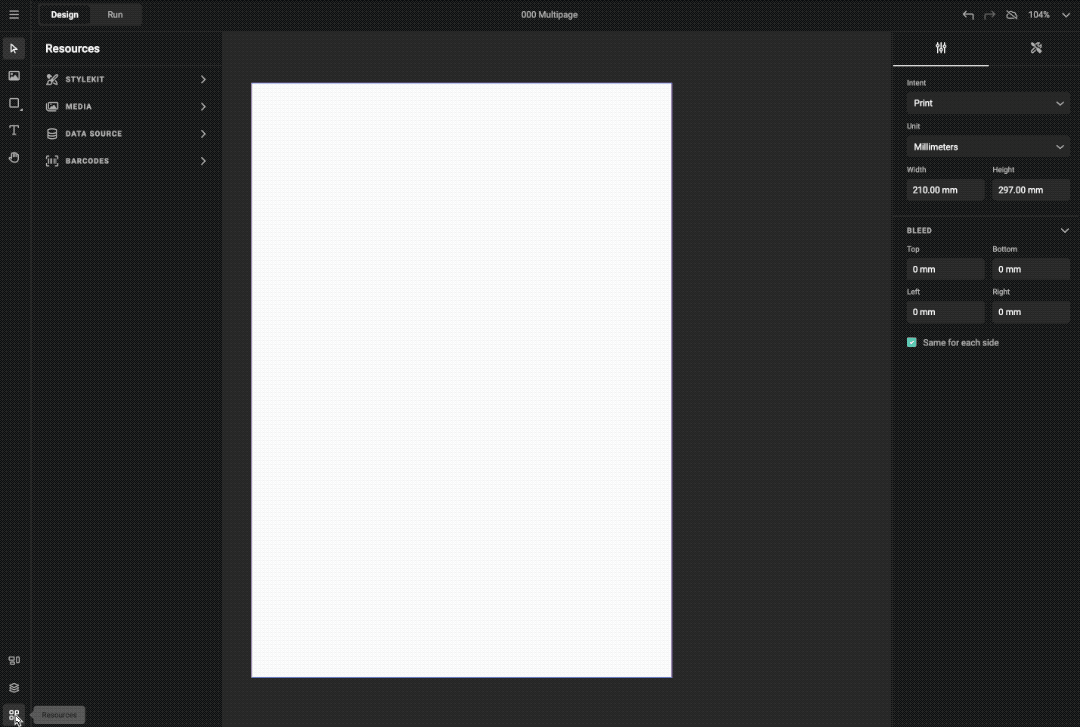 Design
Run
000 Multipage
104%
Resources
STYLEKIT
MEDIA
DATA SOURCE
BARCODES
Intent
Print
Unit
Millimeters
Width
Height
210.00 mm
297.00 mm
BLEED
Top
Bottom
0 mm
0 mm
Left
Right
0 mm
0 mm
Same for each side
Resources